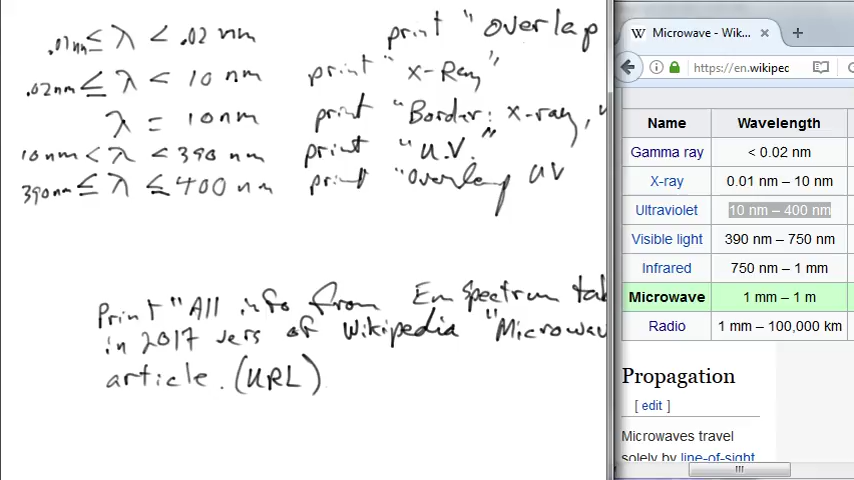 .01nm ≤ λ < .02 nm print "overlap
.02nm ≤ λ < 10 nm print "x-Ray"
λ = 10nm print "Border: x-ray, u
10nm < λ < 390 nm print "U.V."
390nm ≤ λ ≤ 400 nm print "overlap UV
Print "All info from Em Spectrum tab
in 2017 vers of Wikipedia "Microwav
article. (URL)
W Microwave - Wiki... × +
https://en.wikipec
Name Wavelength
Gamma ray < 0.02 nm
X-ray 0.01 nm – 10 nm
Ultraviolet 10 nm – 400 nm
Visible light 390 nm – 750 nm
Infrared 750 nm – 1 mm
Microwave 1 mm – 1 m
Radio 1 mm – 100,000 km
Propagation
[ edit ]
Microwaves travel
solely by line-of-sight